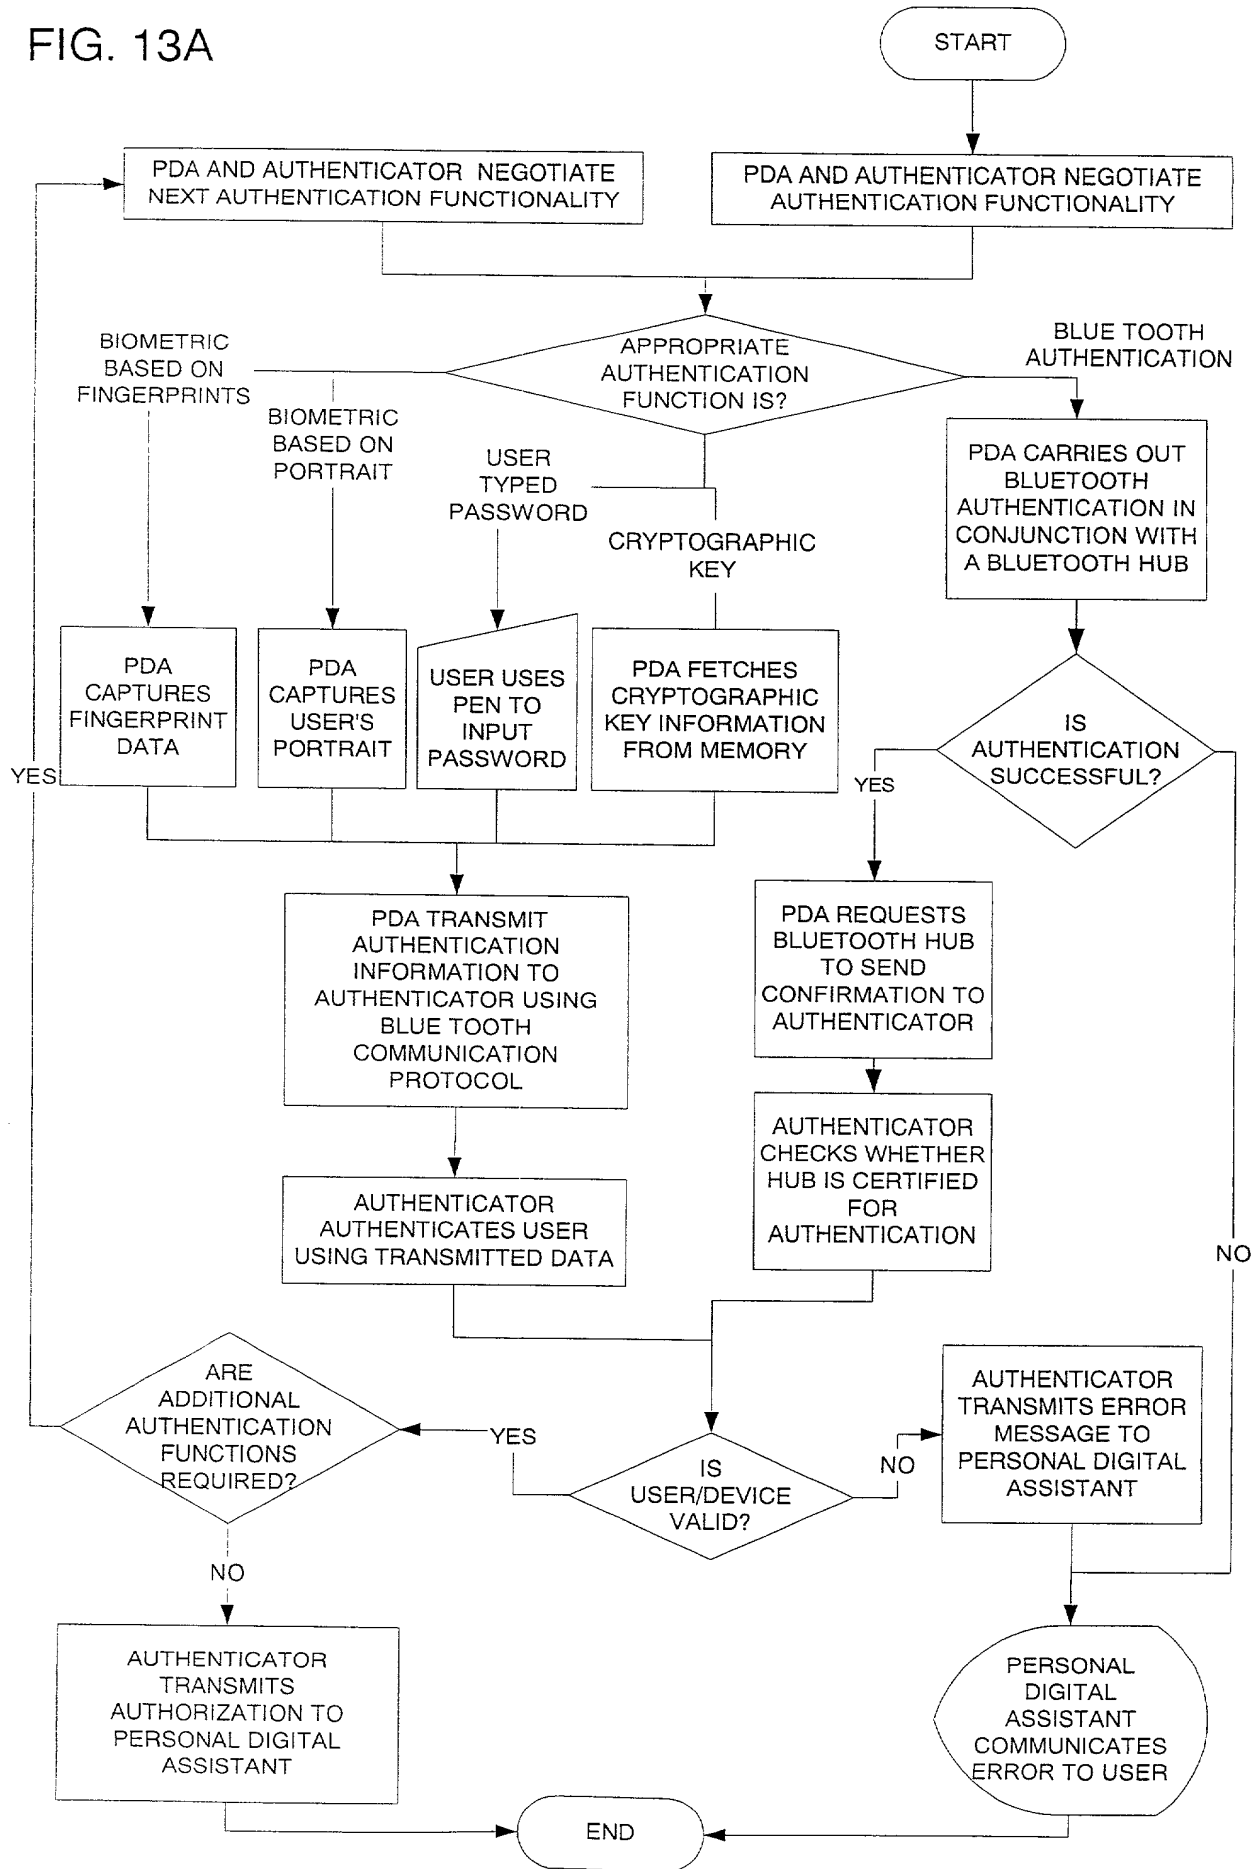 FIG. 13A
START
PDA AND AUTHENTICATOR NEGOTIATE
NEXT AUTHENTICATION FUNCTIONALITY
PDA AND AUTHENTICATOR NEGOTIATE
AUTHENTICATION FUNCTIONALITY
APPROPRIATE
AUTHENTICATION
FUNCTION IS?
BIOMETRIC
BASED ON
FINGERPRINTS
BIOMETRIC
BASED ON
PORTRAIT
USER
TYPED
PASSWORD
CRYPTOGRAPHIC
KEY
BLUE TOOTH
AUTHENTICATION
PDA CARRIES OUT
BLUETOOTH
AUTHENTICATION IN
CONJUNCTION WITH
A BLUETOOTH HUB
PDA
CAPTURES
FINGERPRINT
DATA
PDA
CAPTURES
USER'S
PORTRAIT
USER USES
PEN TO
INPUT
PASSWORD
PDA FETCHES
CRYPTOGRAPHIC
KEY INFORMATION
FROM MEMORY
IS
AUTHENTICATION
SUCCESSFUL?
YES
YES
PDA TRANSMIT
AUTHENTICATION
INFORMATION TO
AUTHENTICATOR USING
BLUE TOOTH
COMMUNICATION
PROTOCOL
PDA REQUESTS
BLUETOOTH HUB
TO SEND
CONFIRMATION TO
AUTHENTICATOR
AUTHENTICATOR
AUTHENTICATES USER
USING TRANSMITTED DATA
AUTHENTICATOR
CHECKS WHETHER
HUB IS CERTIFIED
FOR
AUTHENTICATION
NO
ARE
ADDITIONAL
AUTHENTICATION
FUNCTIONS
REQUIRED?
YES
IS
USER/DEVICE
VALID?
NO
AUTHENTICATOR
TRANSMITS ERROR
MESSAGE TO
PERSONAL DIGITAL
ASSISTANT
NO
AUTHENTICATOR
TRANSMITS
AUTHORIZATION TO
PERSONAL DIGITAL
ASSISTANT
PERSONAL
DIGITAL
ASSISTANT
COMMUNICATES
ERROR TO USER
END